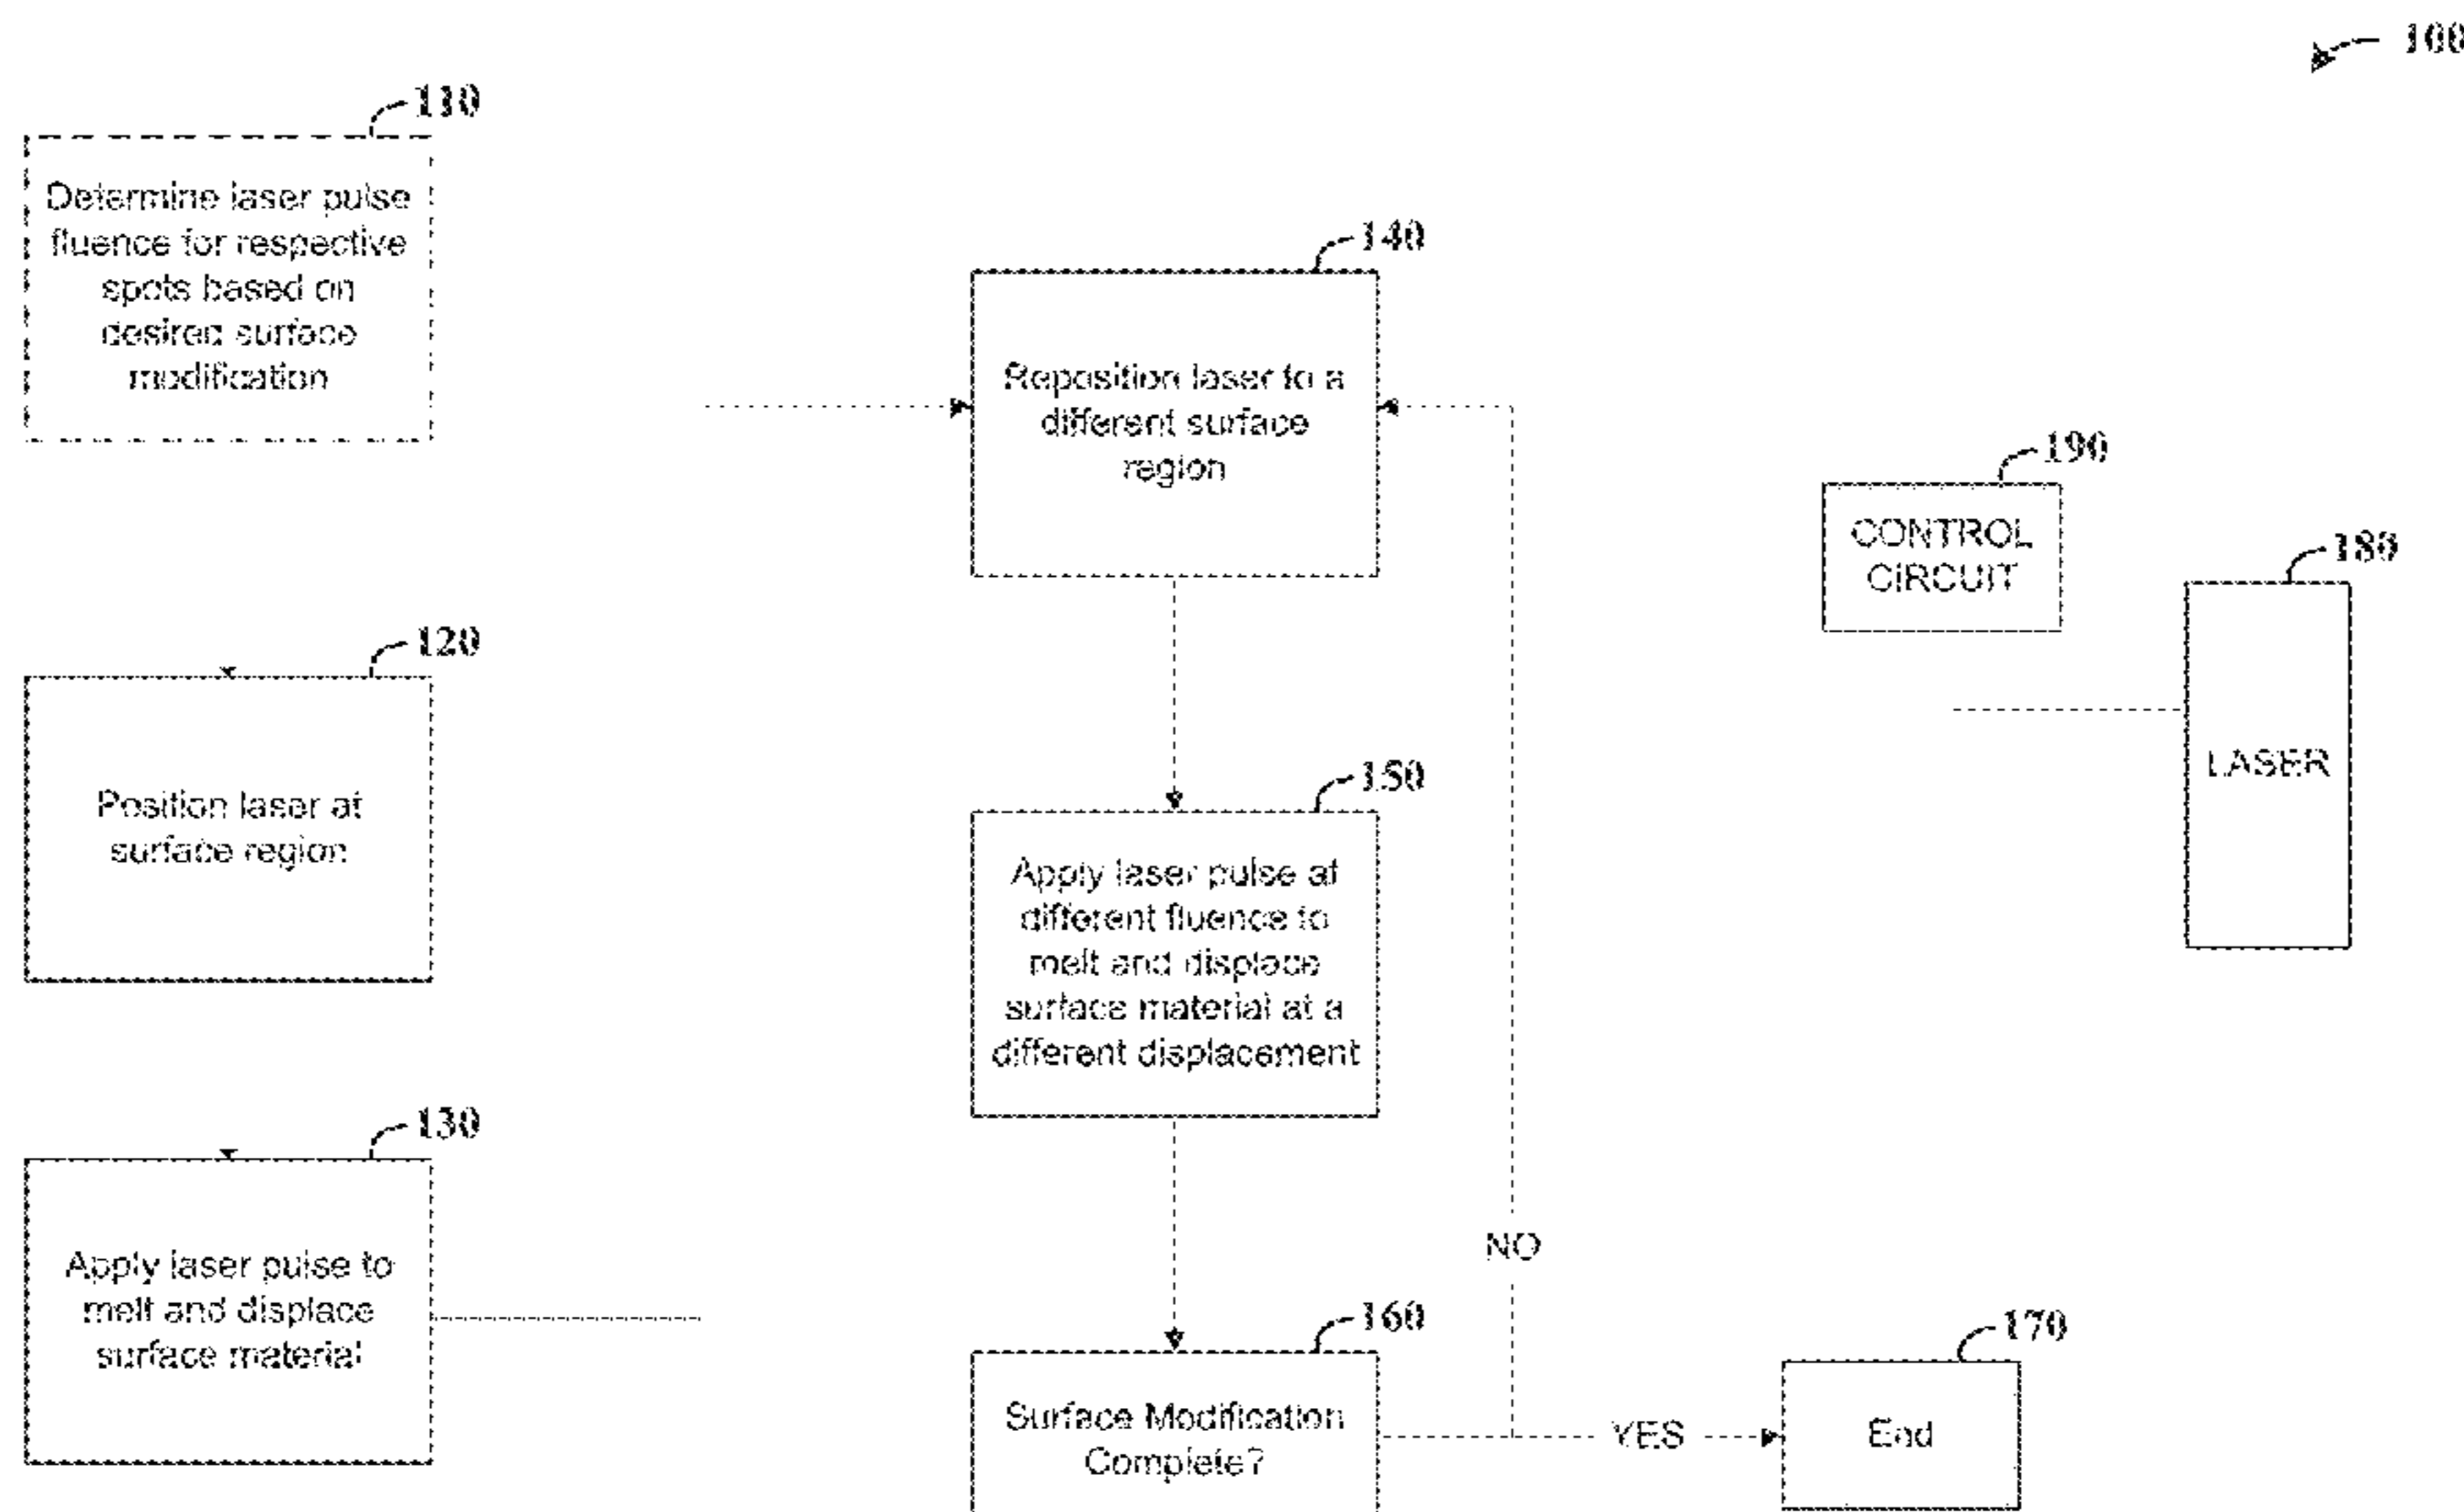 100
110
Determine laser pulse
fluence for respective
spots based on
desired surface
modification
120
Position laser at
surface region
130
Apply laser pulse to
melt and displace
surface material
140
Reposition laser to a
different surface
region
150
Apply laser pulse at
different fluence to
melt and displace
surface material at a
different displacement
160
Surface Modification
Complete?
NO
YES
170
End
190
CONTROL
CIRCUIT
180
LASER